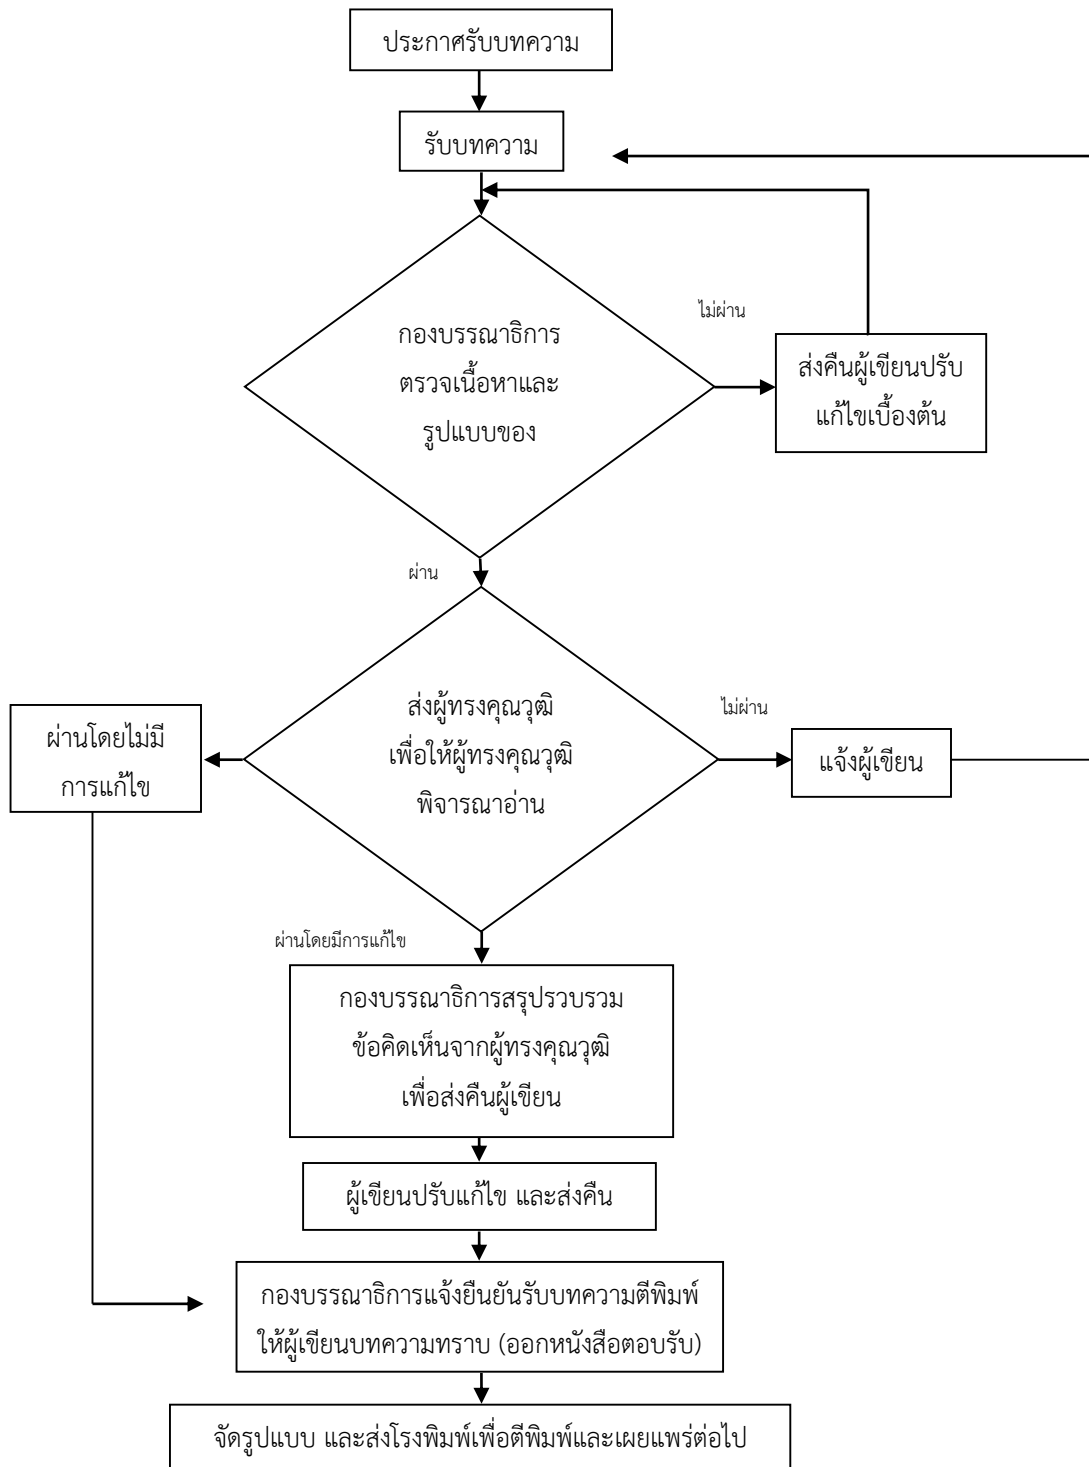 ประกาศรับบทความ
รับบทความ
ไม่ผ่าน
กองบรรณาธิการ
ตรวจเนื้อหาและ
รูปแบบของ
ส่งคืนผู้เขียนปรับ
แก้ไขเบื้องต้น
ผ่าน
ส่งผู้ทรงคุณวุฒิ
เพื่อให้ผู้ทรงคุณวุฒิ
พิจารณาอ่าน
ไม่ผ่าน
แจ้งผู้เขียน
ผ่านโดยไม่มี
การแก้ไข
ผ่านโดยมีการแก้ไข
กองบรรณาธิการสรุปรวบรวม
ข้อคิดเห็นจากผู้ทรงคุณวุฒิ
เพื่อส่งคืนผู้เขียน
ผู้เขียนปรับแก้ไข และส่งคืน
กองบรรณาธิการแจ้งยืนยันรับบทความตีพิมพ์
ให้ผู้เขียนบทความทราบ (ออกหนังสือตอบรับ)
จัดรูปแบบ และส่งโรงพิมพ์เพื่อตีพิมพ์และเผยแพร่ต่อไป